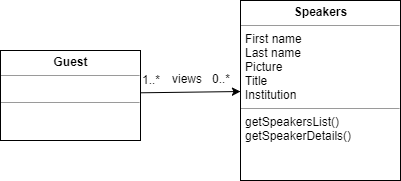 Speakers
First name
Last name
Picture
Title
Institution
getSpeakersList()
getSpeakerDetails()
Guest
1..* views 0..*